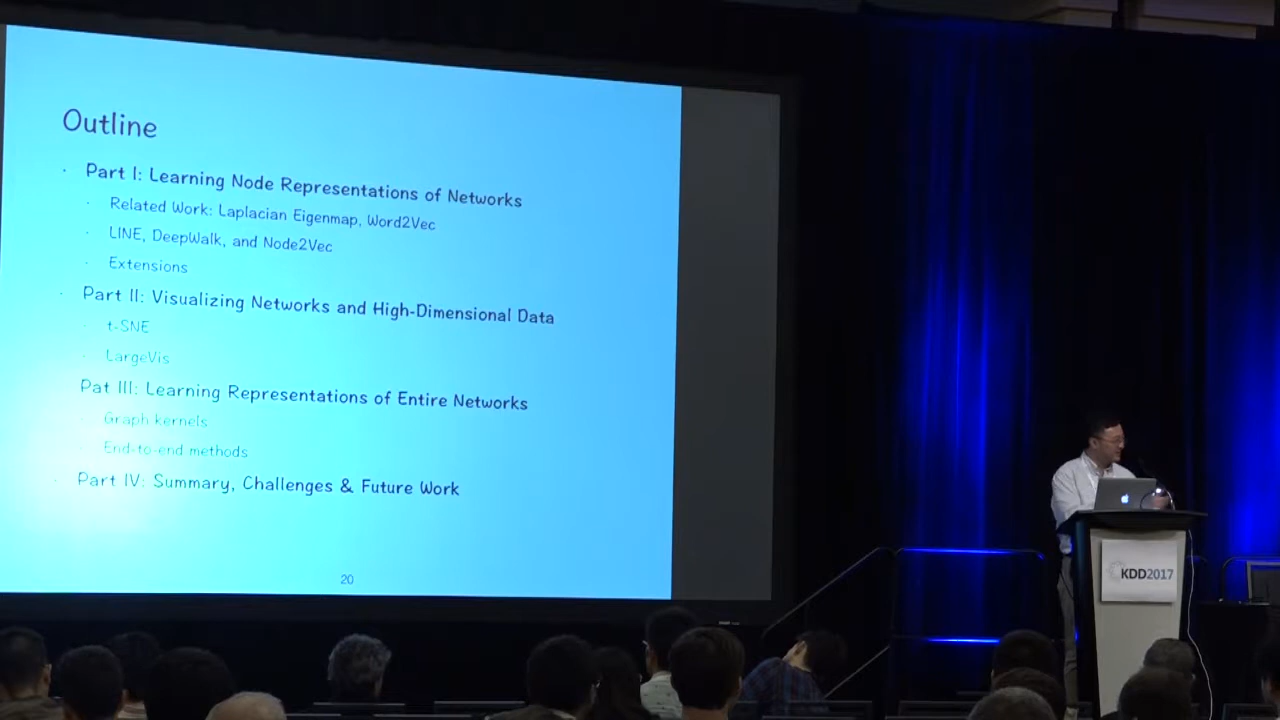 Outline
· Part I: Learning Node Representations of Networks
· Related Work: Laplacian Eigenmap, Word2Vec
· LINE, DeepWalk, and Node2Vec
· Extensions
· Part II: Visualizing Networks and High-Dimensional Data
· t-SNE
· LargeVis
Pat III: Learning Representations of Entire Networks
Graph kernels
End-to-end methods
· Part IV: Summary, Challenges & Future Work
20
KDD2017